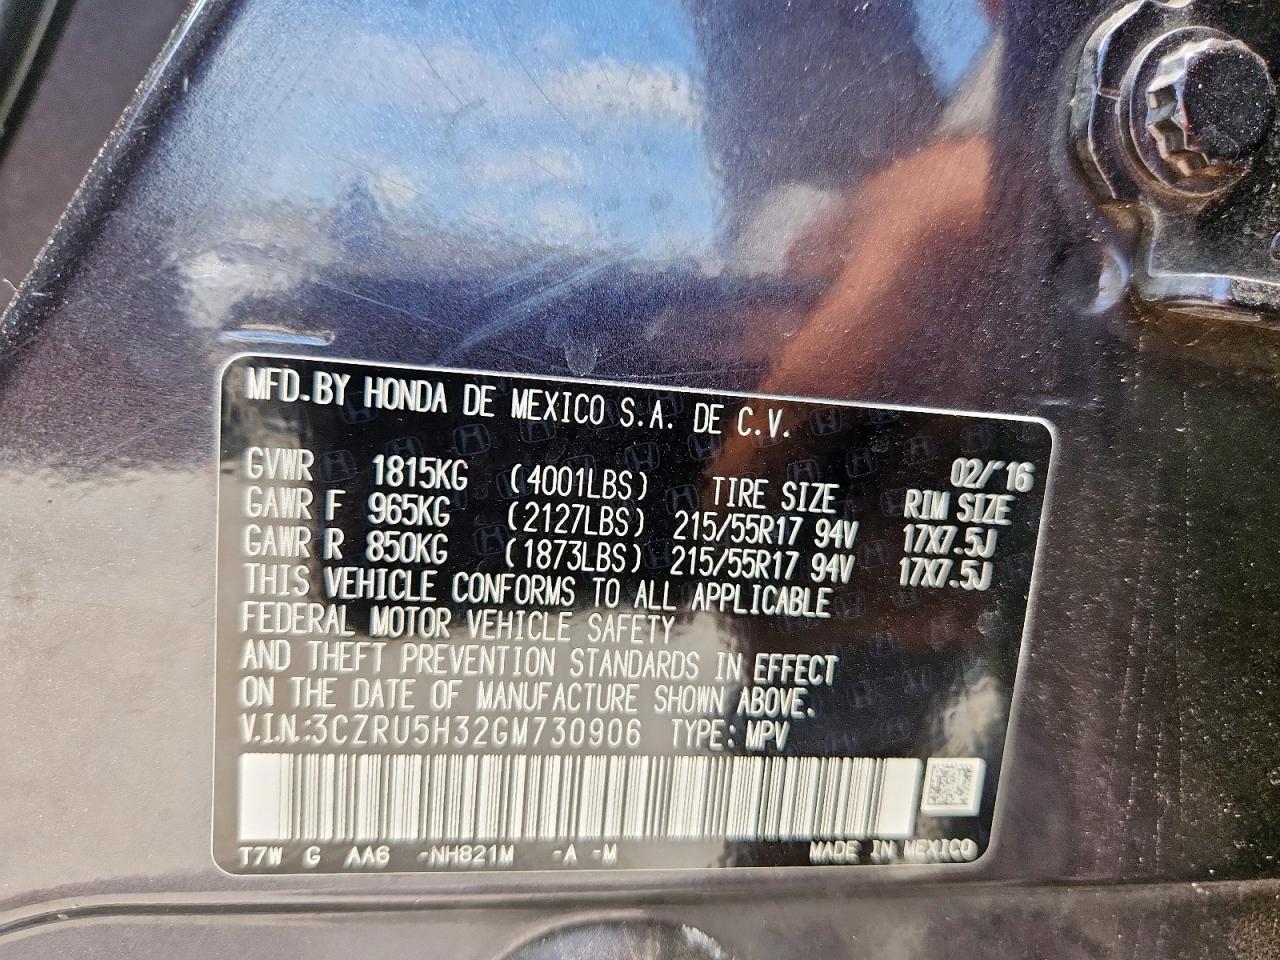 MFD.BY HONDA DE MEXICO S.A. DE C.V.
02/'16
GVWR 1815KG (4001LBS) TIRE SIZE RIM SIZE
GAWR F 965KG (2127LBS) 215/55R17 94V 17X7.5J
GAWR R 850KG (1873LBS) 215/55R17 94V 17X7.5J
THIS VEHICLE CONFORMS TO ALL APPLICABLE
FEDERAL MOTOR VEHICLE SAFETY
AND THEFT PREVENTION STANDARDS IN EFFECT
ON THE DATE OF MANUFACTURE SHOWN ABOVE.
V.I.N.:3CZRU5H32GM730906 TYPE: MPV
T7W G AA6 -NH821M -A -M MADE IN MEXICO